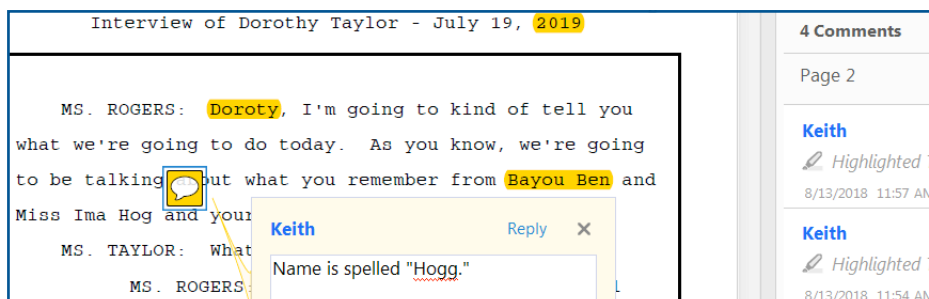 Interview of Dorothy Taylor - July 19, 2019
4 Comments
Page 2
MS. ROGERS: Doroty, I'm going to kind of tell you
what we're going to do today. As you know, we're going
to be talking about what you remember from Bayou Ben and
Miss Ima Hog and your
MS. TAYLOR: What
MS. ROGERS:
Keith
Reply
Name is spelled "Hogg."
Keith
Highlighted
8/13/2018 11:57 AM
Keith
Highlighted
8/13/2018 11:54 AM